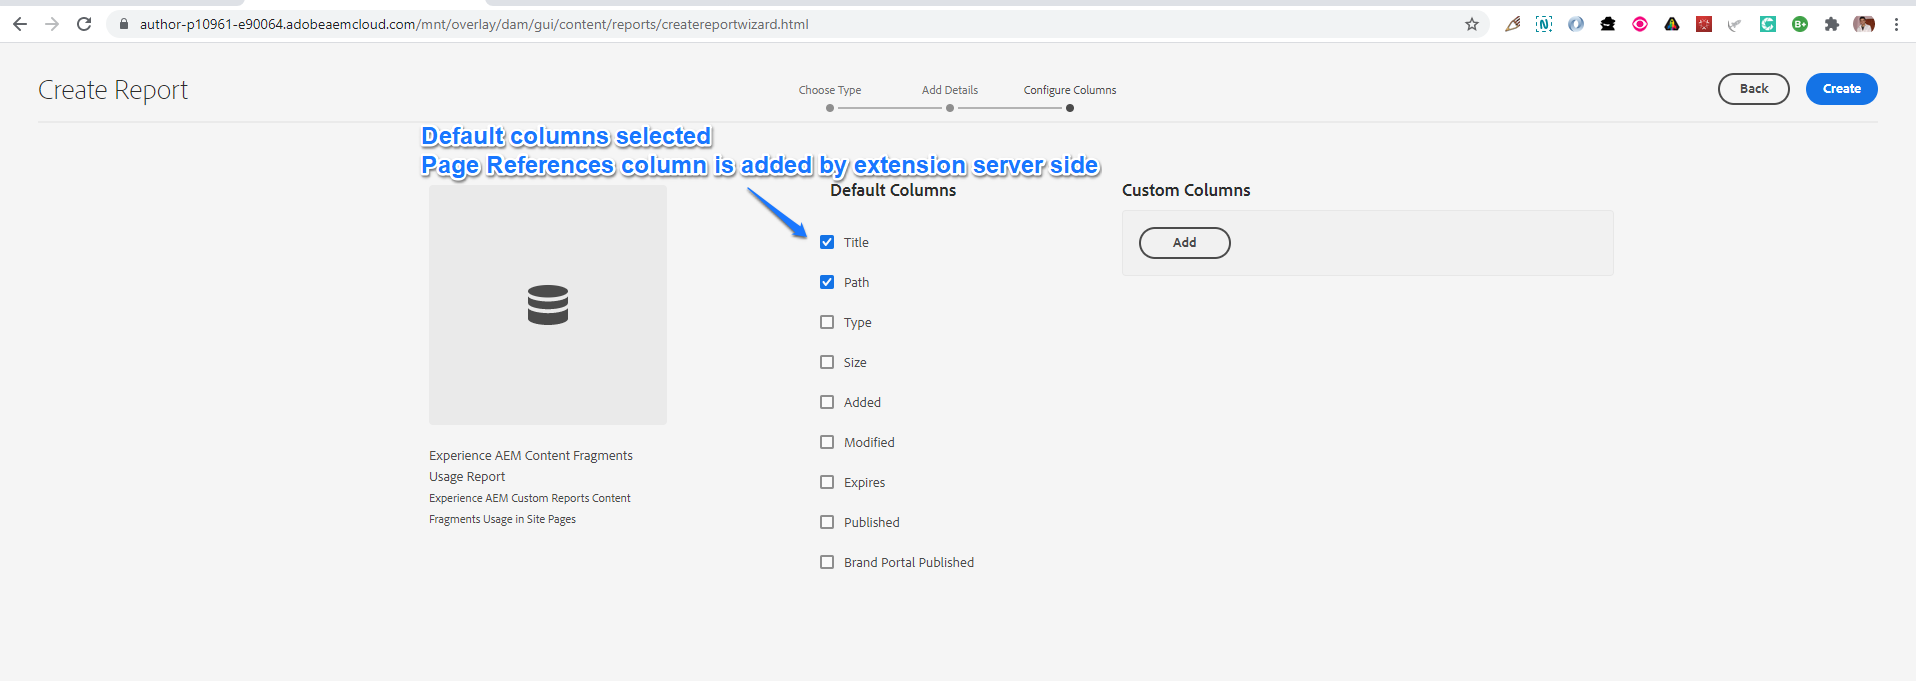 author-p10961-e90064.adobeaemcloud.com/mnt/overlay/dam/gui/content/reports/createreportwizard.html
Create Report
Choose Type
Add Details
Configure Columns
Back
Create
Default columns selected
Page References column is added by extension server side
Default Columns
Custom Columns
Title
Add
Path
Type
Size
Added
Modified
Expires
Published
Brand Portal Published
Experience AEM Content Fragments
Usage Report
Experience AEM Custom Reports Content
Fragments Usage in Site Pages
N
B+